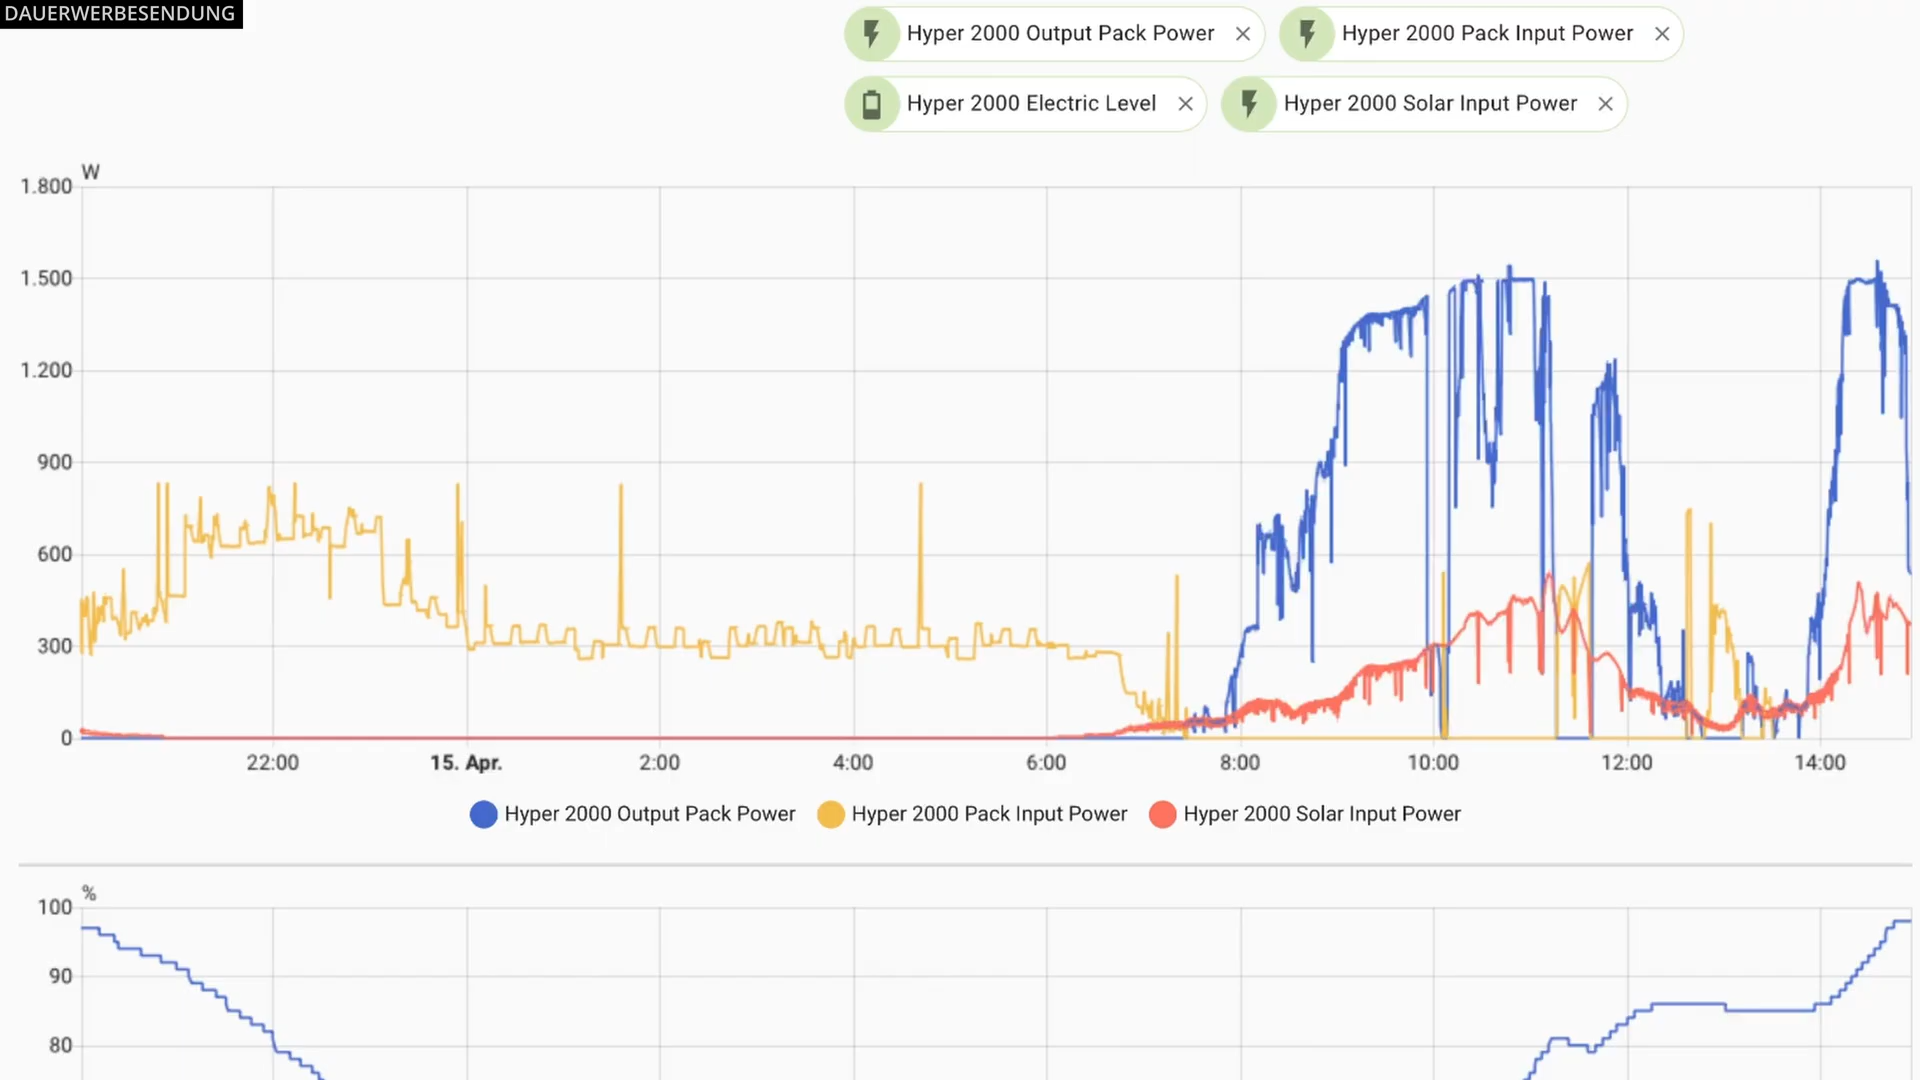 DAUERWERBESENDUNG
Hyper 2000 Output Pack Power
Hyper 2000 Pack Input Power
Hyper 2000 Electric Level
Hyper 2000 Solar Input Power
W
1.800
1.500
1.200
900
600
300
0
22:00 15. Apr. 2:00 4:00 6:00 8:00 10:00 12:00 14:00
Hyper 2000 Output Pack Power Hyper 2000 Pack Input Power Hyper 2000 Solar Input Power
%
100
90
80